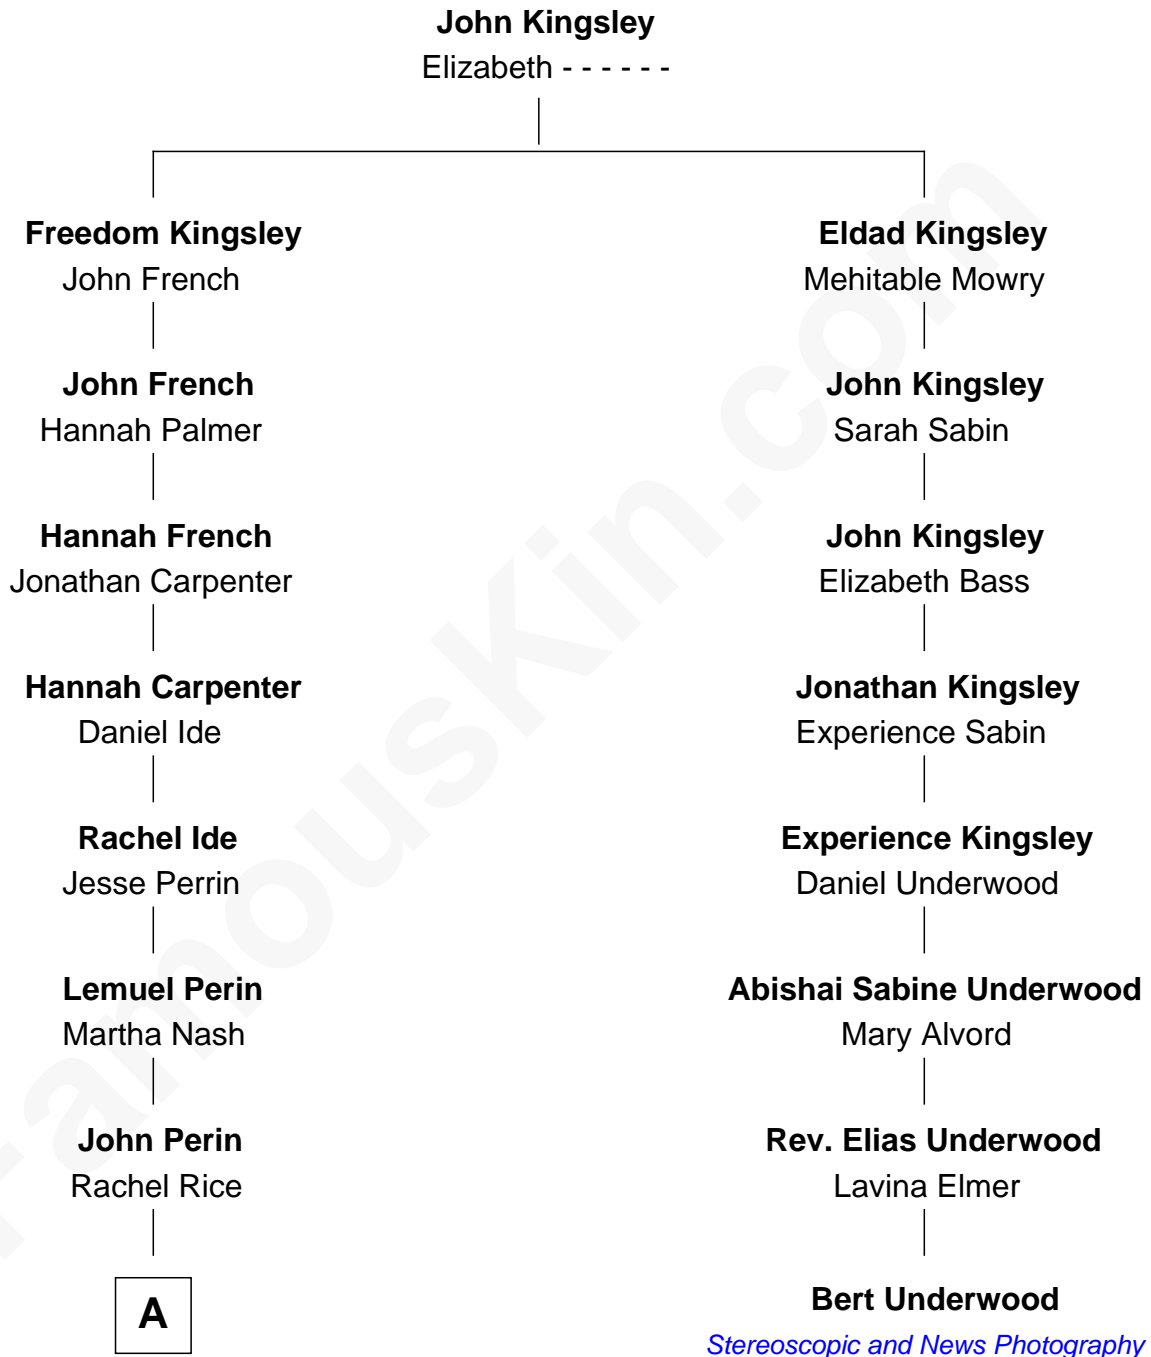 John Kingsley
Elizabeth - - - - - -
Freedom Kingsley
John French
Eldad Kingsley
Mehitable Mowry
John French
Hannah Palmer
John Kingsley
Sarah Sabin
Hannah French
Jonathan Carpenter
John Kingsley
Elizabeth Bass
Hannah Carpenter
Daniel Ide
Jonathan Kingsley
Experience Sabin
Rachel Ide
Jesse Perrin
Experience Kingsley
Daniel Underwood
Lemuel Perin
Martha Nash
Abishai Sabine Underwood
Mary Alvord
John Perin
Rachel Rice
Rev. Elias Underwood
Lavina Elmer
A
Bert Underwood
Stereoscopic and News Photography
FamousKin.com